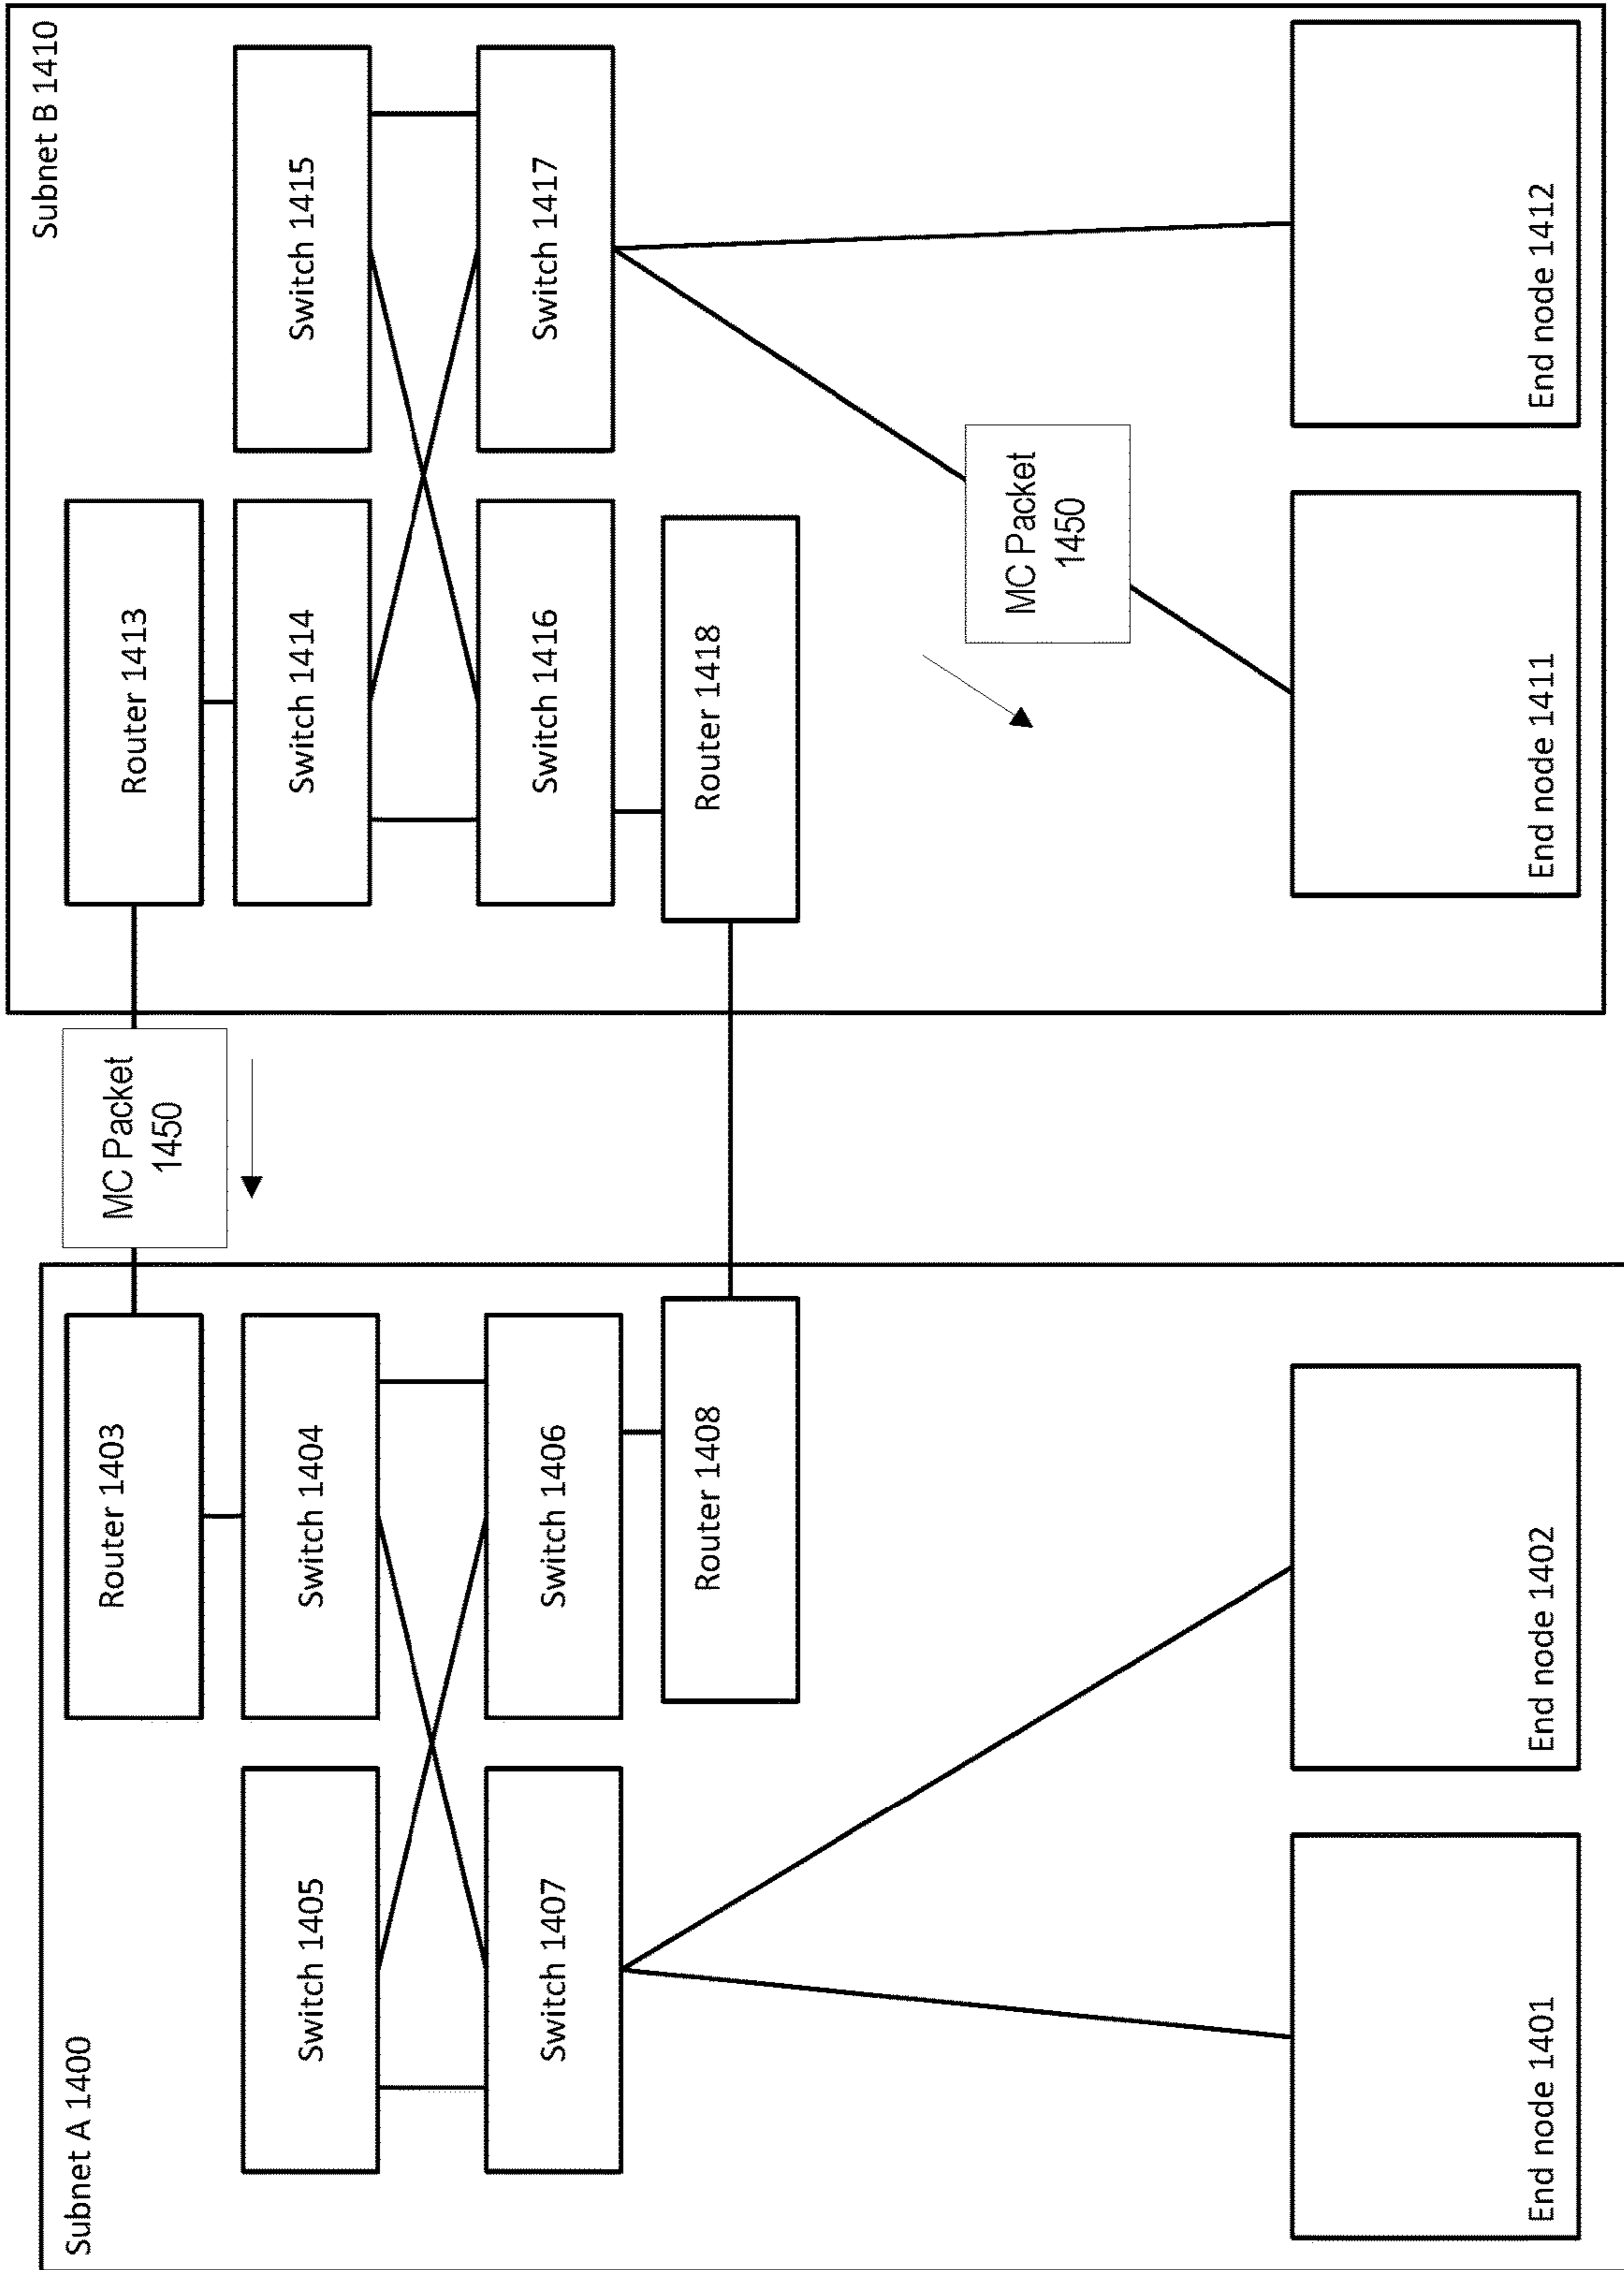 Subnet A 1400
Router 1403
Switch 1405
Switch 1404
Switch 1407
Switch 1406
Router 1408
End node 1401
End node 1402
MC Packet
1450
Subnet B 1410
Router 1413
Switch 1414
Switch 1415
Switch 1416
Switch 1417
Router 1418
MC Packet
1450
End node 1411
End node 1412